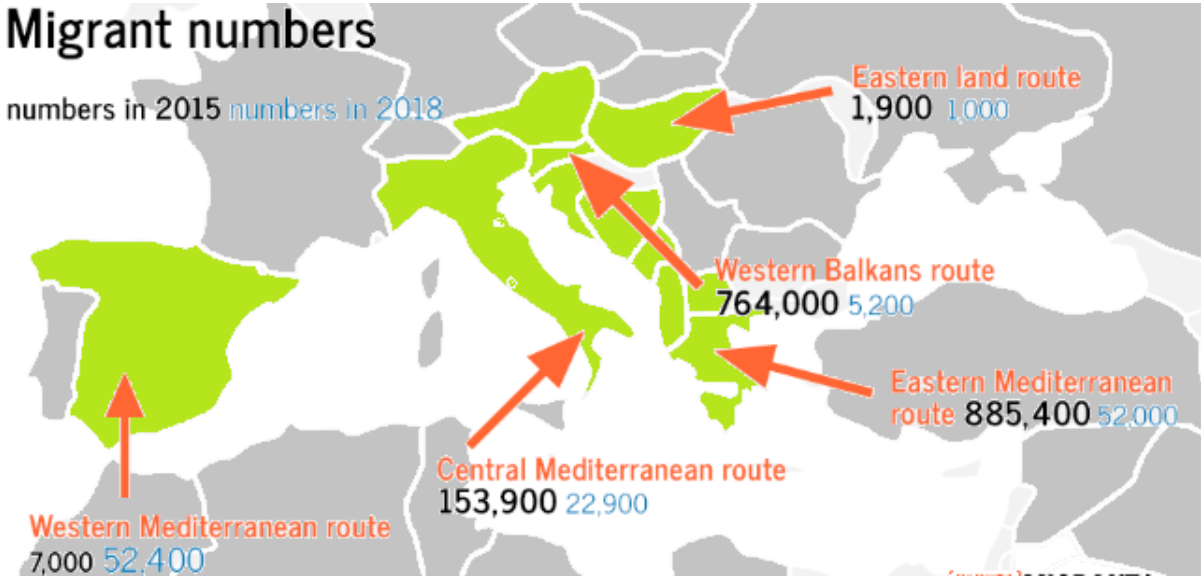 Migrant numbers
numbers in 2015 numbers in 2018
Eastern land route
1,900 1,000
Western Balkans route
764,000 5,200
Eastern Mediterranean
route 885,400 52,000
Central Mediterranean route
153,900 22,900
Western Mediterranean route
7,000 52,400